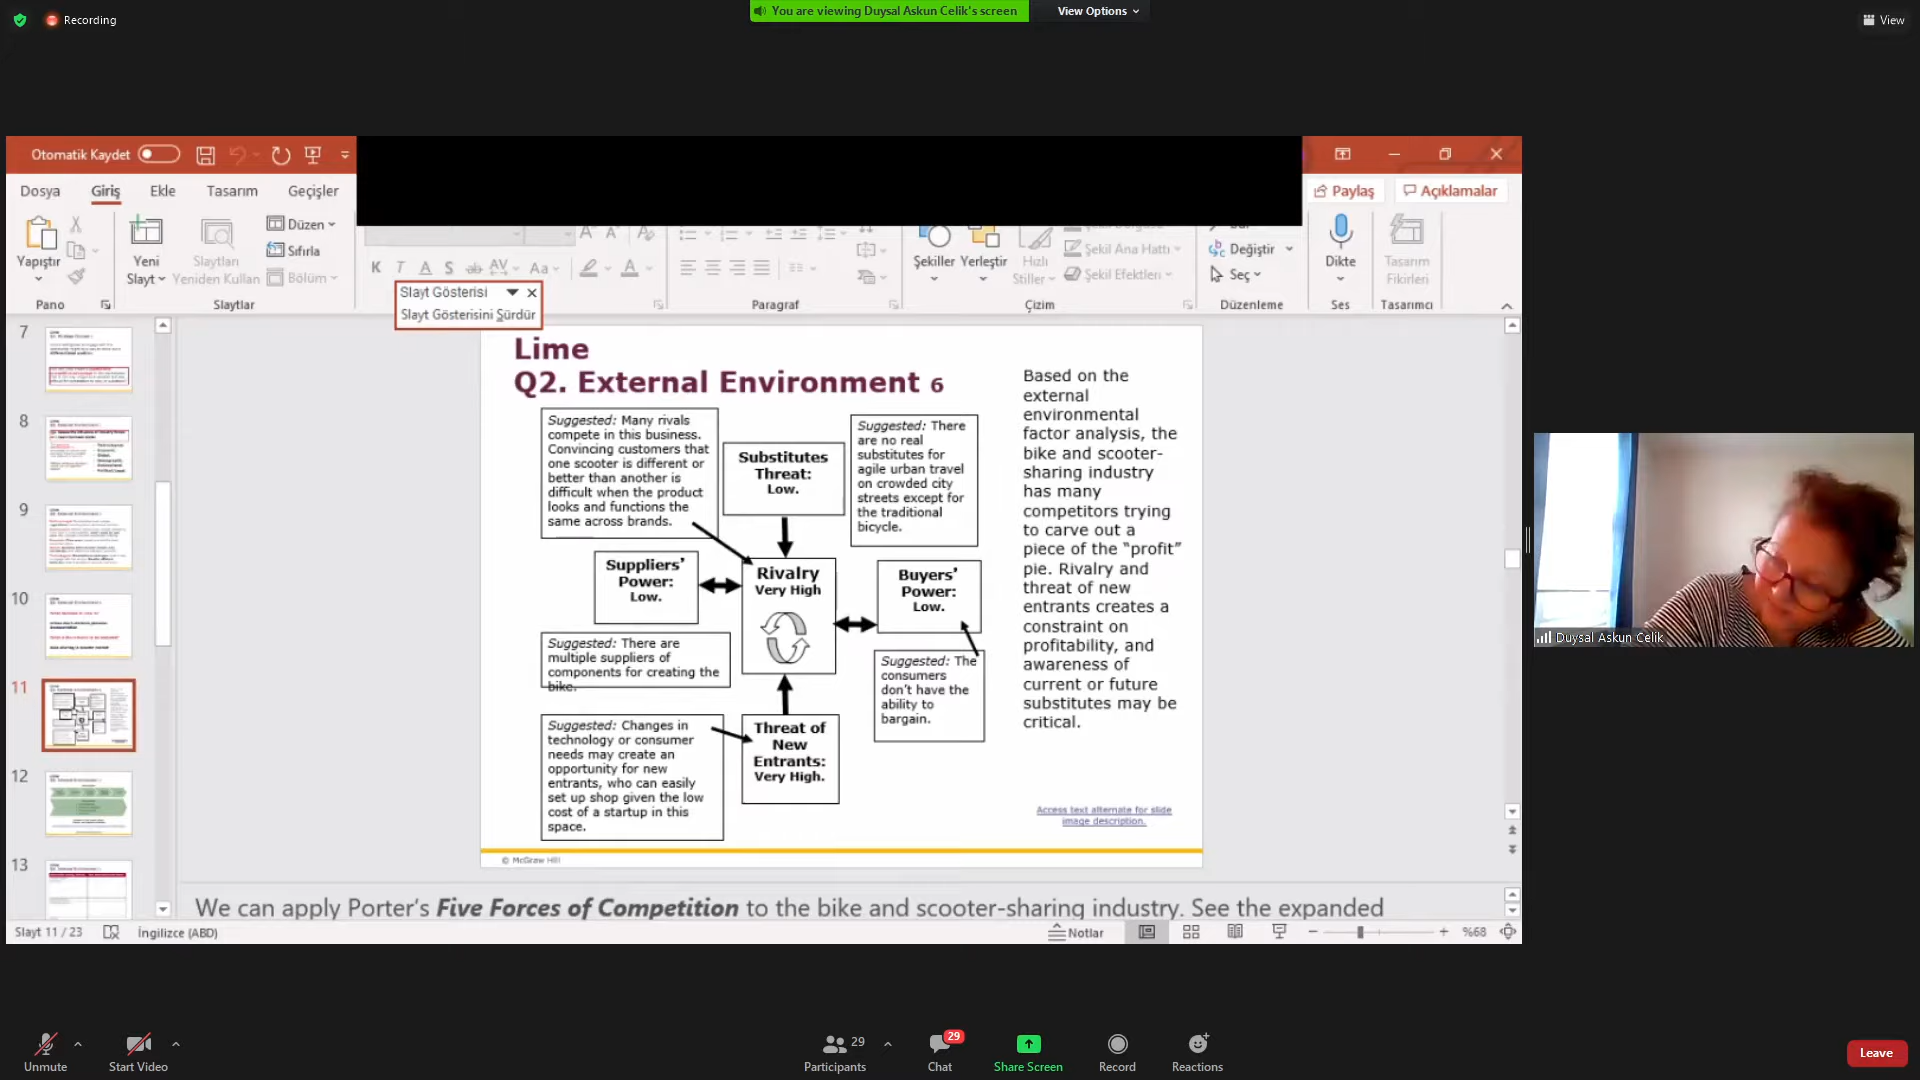 Recording
You are viewing Duysal Askun Celik's screen
View Options
View
Otomatik Kaydet
Dosya
Giriş
Ekle
Tasarım
Geçişler
Paylaş
Açıklamalar
Yapıştır
Pano
Yeni
Slayt
Slaytları
Yeniden Kullan
Düzen
Sıfırla
Bölüm
Slaytlar
K T A S ab AV Aa A
Paragraf
Şekiller
Yerleştir
Hızlı
Stiller
Şekil Ana Hattı
Şekil Efektleri
Çizim
Değiştir
Seç
Düzenleme
Dikte
Ses
Tasarım
Fikirleri
Tasarımcı
Slayt Gösterisi
Slayt Gösterisini Sürdür
7
8
9
10
11
12
13
Lime
Q2. External Environment 6
Suggested: Many rivals
compete in this business.
Convincing customers that
one scooter is different or
better than another is
difficult when the product
looks and functions the
same across brands.
Substitutes
Threat:
Low.
Suggested: There
are no real
substitutes for
agile urban travel
on crowded city
streets except for
the traditional
bicycle.
Suppliers'
Power:
Low.
Rivalry
Very High
Buyers'
Power:
Low.
Suggested: There are
multiple suppliers of
components for creating the
bike.
Suggested: The
consumers
don't have the
ability to
bargain.
Suggested: Changes in
technology or consumer
needs may create an
opportunity for new
entrants, who can easily
set up shop given the low
cost of a startup in this
space.
Threat of
New
Entrants:
Very High.
Based on the
external
environmental
factor analysis, the
bike and scooter-
sharing industry
has many
competitors trying
to carve out a
piece of the “profit”
pie. Rivalry and
threat of new
entrants creates a
constraint on
profitability, and
awareness of
current or future
substitutes may be
critical.
Access text alternate for slide
image description.
© McGraw Hill
We can apply Porter's Five Forces of Competition to the bike and scooter-sharing industry. See the expanded
Slayt 11 / 23
İngilizce (ABD)
Notlar
%68
Duysal Askun Celik
Unmute
Start Video
29
Participants
29
Chat
Share Screen
Record
Reactions
Leave